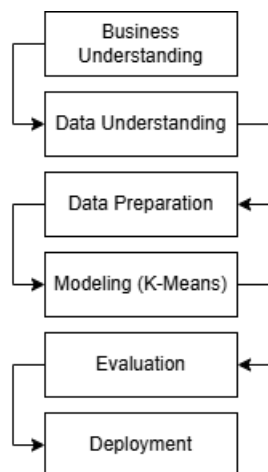 Business
Understanding
Data Understanding
Data Preparation
Modeling (K-Means)
Evaluation
Deployment